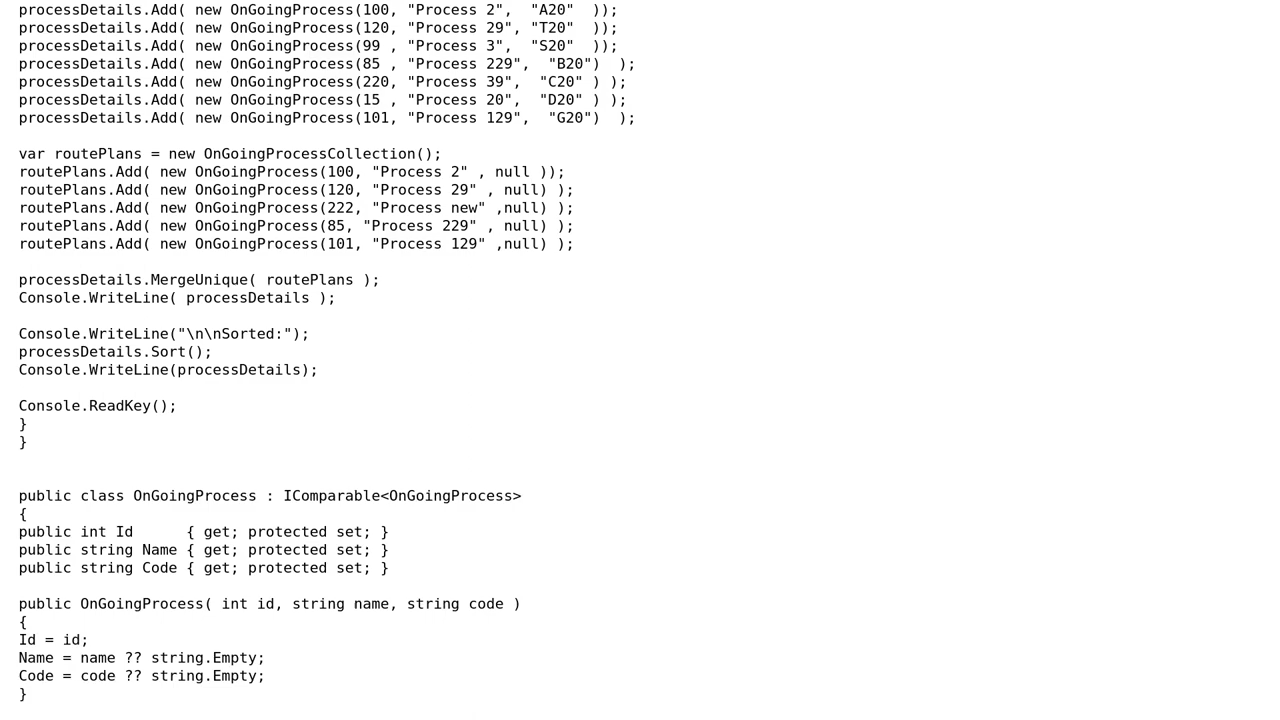 processDetails.Add( new OnGoingProcess(100, "Process 2",  "A20"  ));
processDetails.Add( new OnGoingProcess(120, "Process 29", "T20"  ));
processDetails.Add( new OnGoingProcess(99 , "Process 3",  "S20"  ));
processDetails.Add( new OnGoingProcess(85 , "Process 229",  "B20")  );
processDetails.Add( new OnGoingProcess(220, "Process 39",  "C20" ) );
processDetails.Add( new OnGoingProcess(15 , "Process 20",  "D20" ) );
processDetails.Add( new OnGoingProcess(101, "Process 129",  "G20")  );

var routePlans = new OnGoingProcessCollection();
routePlans.Add( new OnGoingProcess(100, "Process 2" , null ));
routePlans.Add( new OnGoingProcess(120, "Process 29" , null) );
routePlans.Add( new OnGoingProcess(222, "Process new" ,null) );
routePlans.Add( new OnGoingProcess(85, "Process 229" , null) );
routePlans.Add( new OnGoingProcess(101, "Process 129" ,null) );

processDetails.MergeUnique( routePlans );
Console.WriteLine( processDetails );

Console.WriteLine("\n\nSorted:");
processDetails.Sort();
Console.WriteLine(processDetails);

Console.ReadKey();
}
}


public class OnGoingProcess : IComparable<OnGoingProcess>
{
public int Id      { get; protected set; }
public string Name { get; protected set; }
public string Code { get; protected set; }

public OnGoingProcess( int id, string name, string code )
{
Id = id;
Name = name ?? string.Empty;
Code = code ?? string.Empty;
}